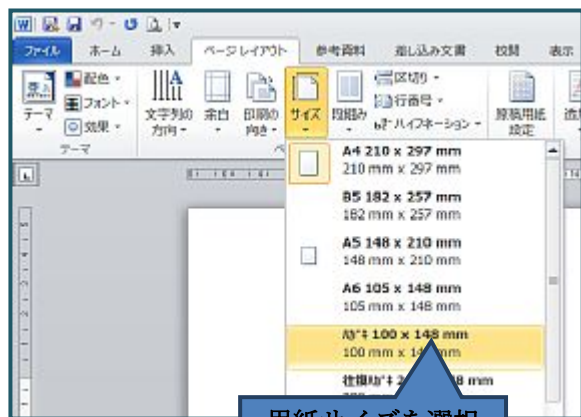 ファイル ホーム 挿入 ページ レイアウト 参考資料 差し込み文書 校閲 表示
配色
フォント
効果
テーマ
テーマ
文字列の方向
余白
印刷の向き
サイズ
段組み
区切り
行番号
ハイフネーション
原稿用紙設定
A4 210 x 297 mm
210 mm x 297 mm
B5 182 x 257 mm
182 mm x 257 mm
A5 148 x 210 mm
148 mm x 210 mm
A6 105 x 148 mm
105 mm x 148 mm
ﾊｶﾞｷ 100 x 148 mm
100 mm x
往復ﾊｶﾞｷ 2
用紙サイズを選択